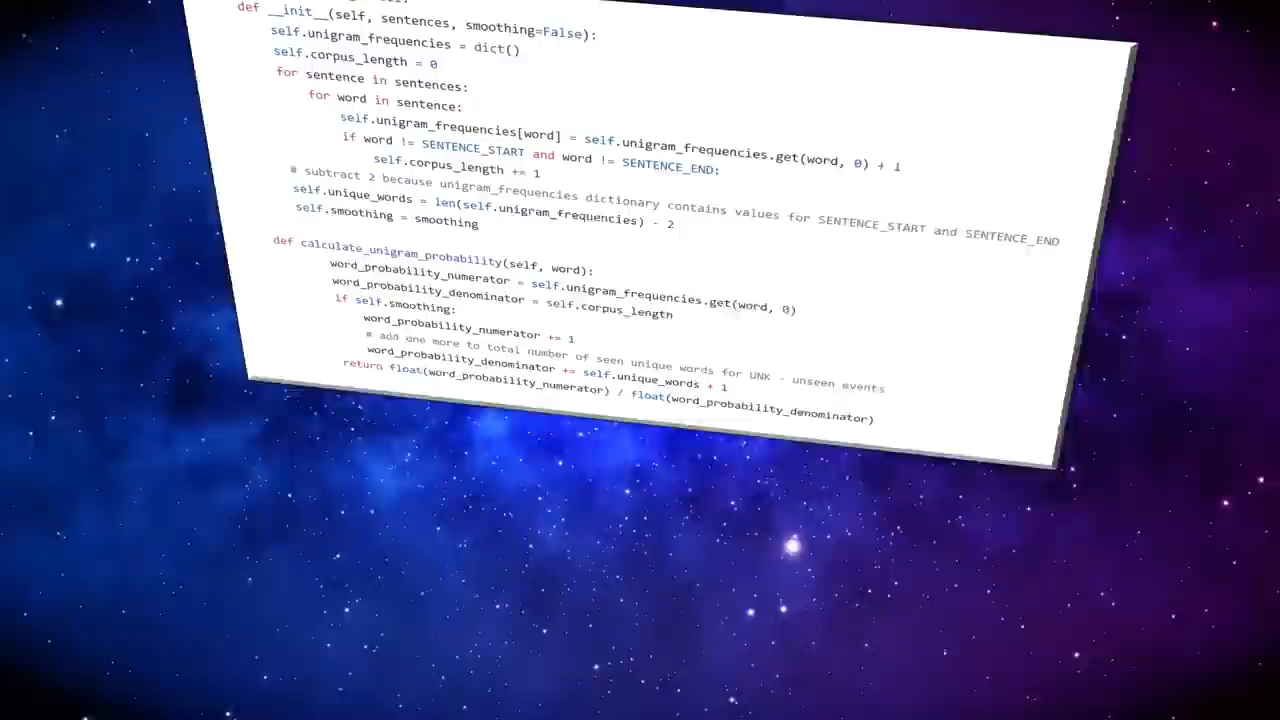 def __init__(self, sentences, smoothing=False):
self.unigram_frequencies = dict()
self.corpus_length = 0
for sentence in sentences:
for word in sentence:
self.unigram_frequencies[word] = self.unigram_frequencies.get(word, 0) + 1
if word != SENTENCE_START and word != SENTENCE_END:
self.corpus_length += 1
# subtract 2 because unigram_frequencies dictionary contains values for SENTENCE_START and SENTENCE_END
self.unique_words = len(self.unigram_frequencies) - 2
self.smoothing = smoothing
def calculate_unigram_probability(self, word):
word_probability_numerator = self.unigram_frequencies.get(word, 0)
word_probability_denominator = self.corpus_length
if self.smoothing:
word_probability_numerator += 1
# add one more to total number of seen unique words for UNK - unseen events
word_probability_denominator += self.unique_words + 1
return float(word_probability_numerator) / float(word_probability_denominator)